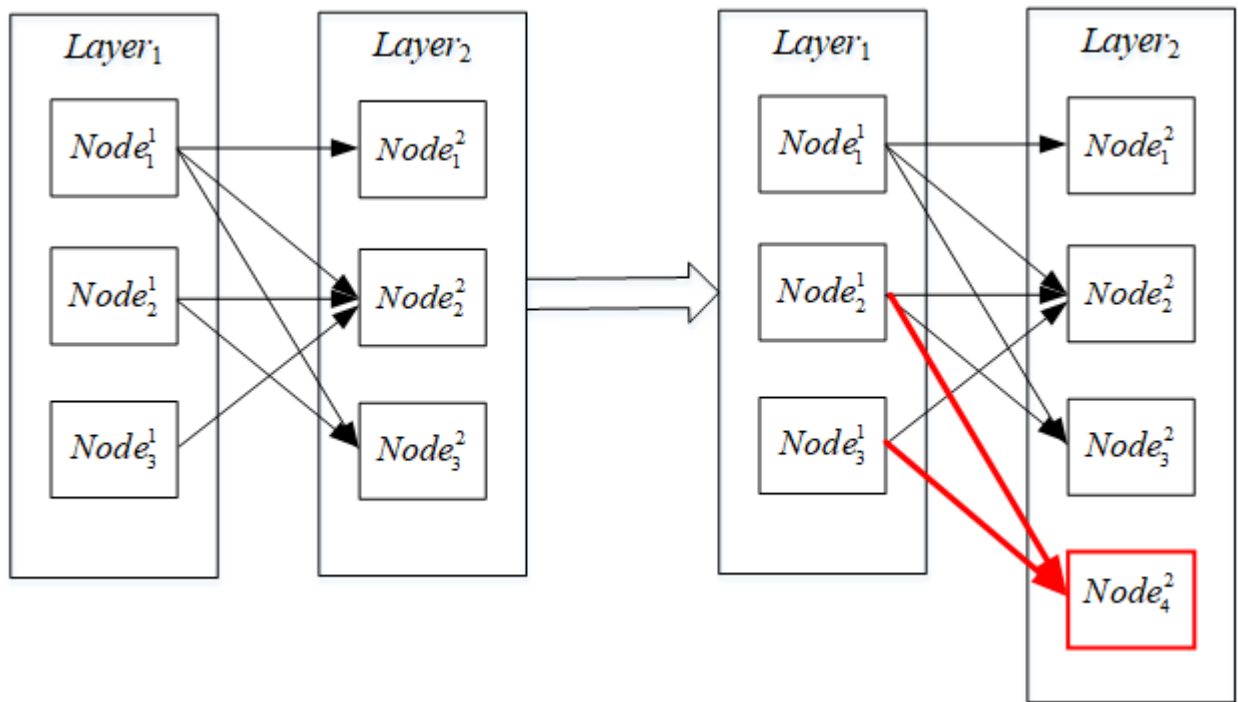 Layer₁ Layer₂ Layer₁ Layer₂
Node₁¹ Node₁² Node₁¹ Node₁²
Node₂¹ Node₂² Node₂¹ Node₂²
Node₃¹ Node₃² Node₃¹ Node₃²
Node₄²